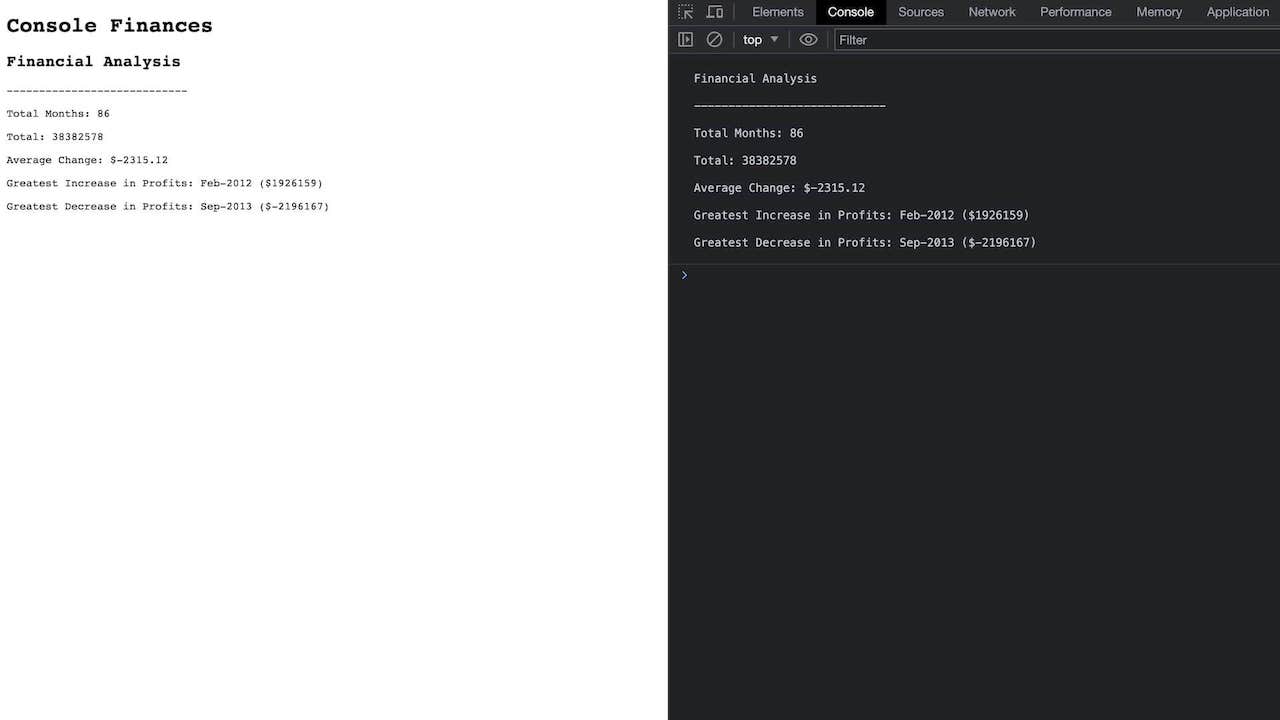 Console Finances
Financial Analysis
----------------------------
Total Months: 86
Total: 38382578
Average Change: $-2315.12
Greatest Increase in Profits: Feb-2012 ($1926159)
Greatest Decrease in Profits: Sep-2013 ($-2196167)
Elements Console Sources Network Performance Memory Application
top Filter
Financial Analysis
----------------------------
Total Months: 86
Total: 38382578
Average Change: $-2315.12
Greatest Increase in Profits: Feb-2012 ($1926159)
Greatest Decrease in Profits: Sep-2013 ($-2196167)